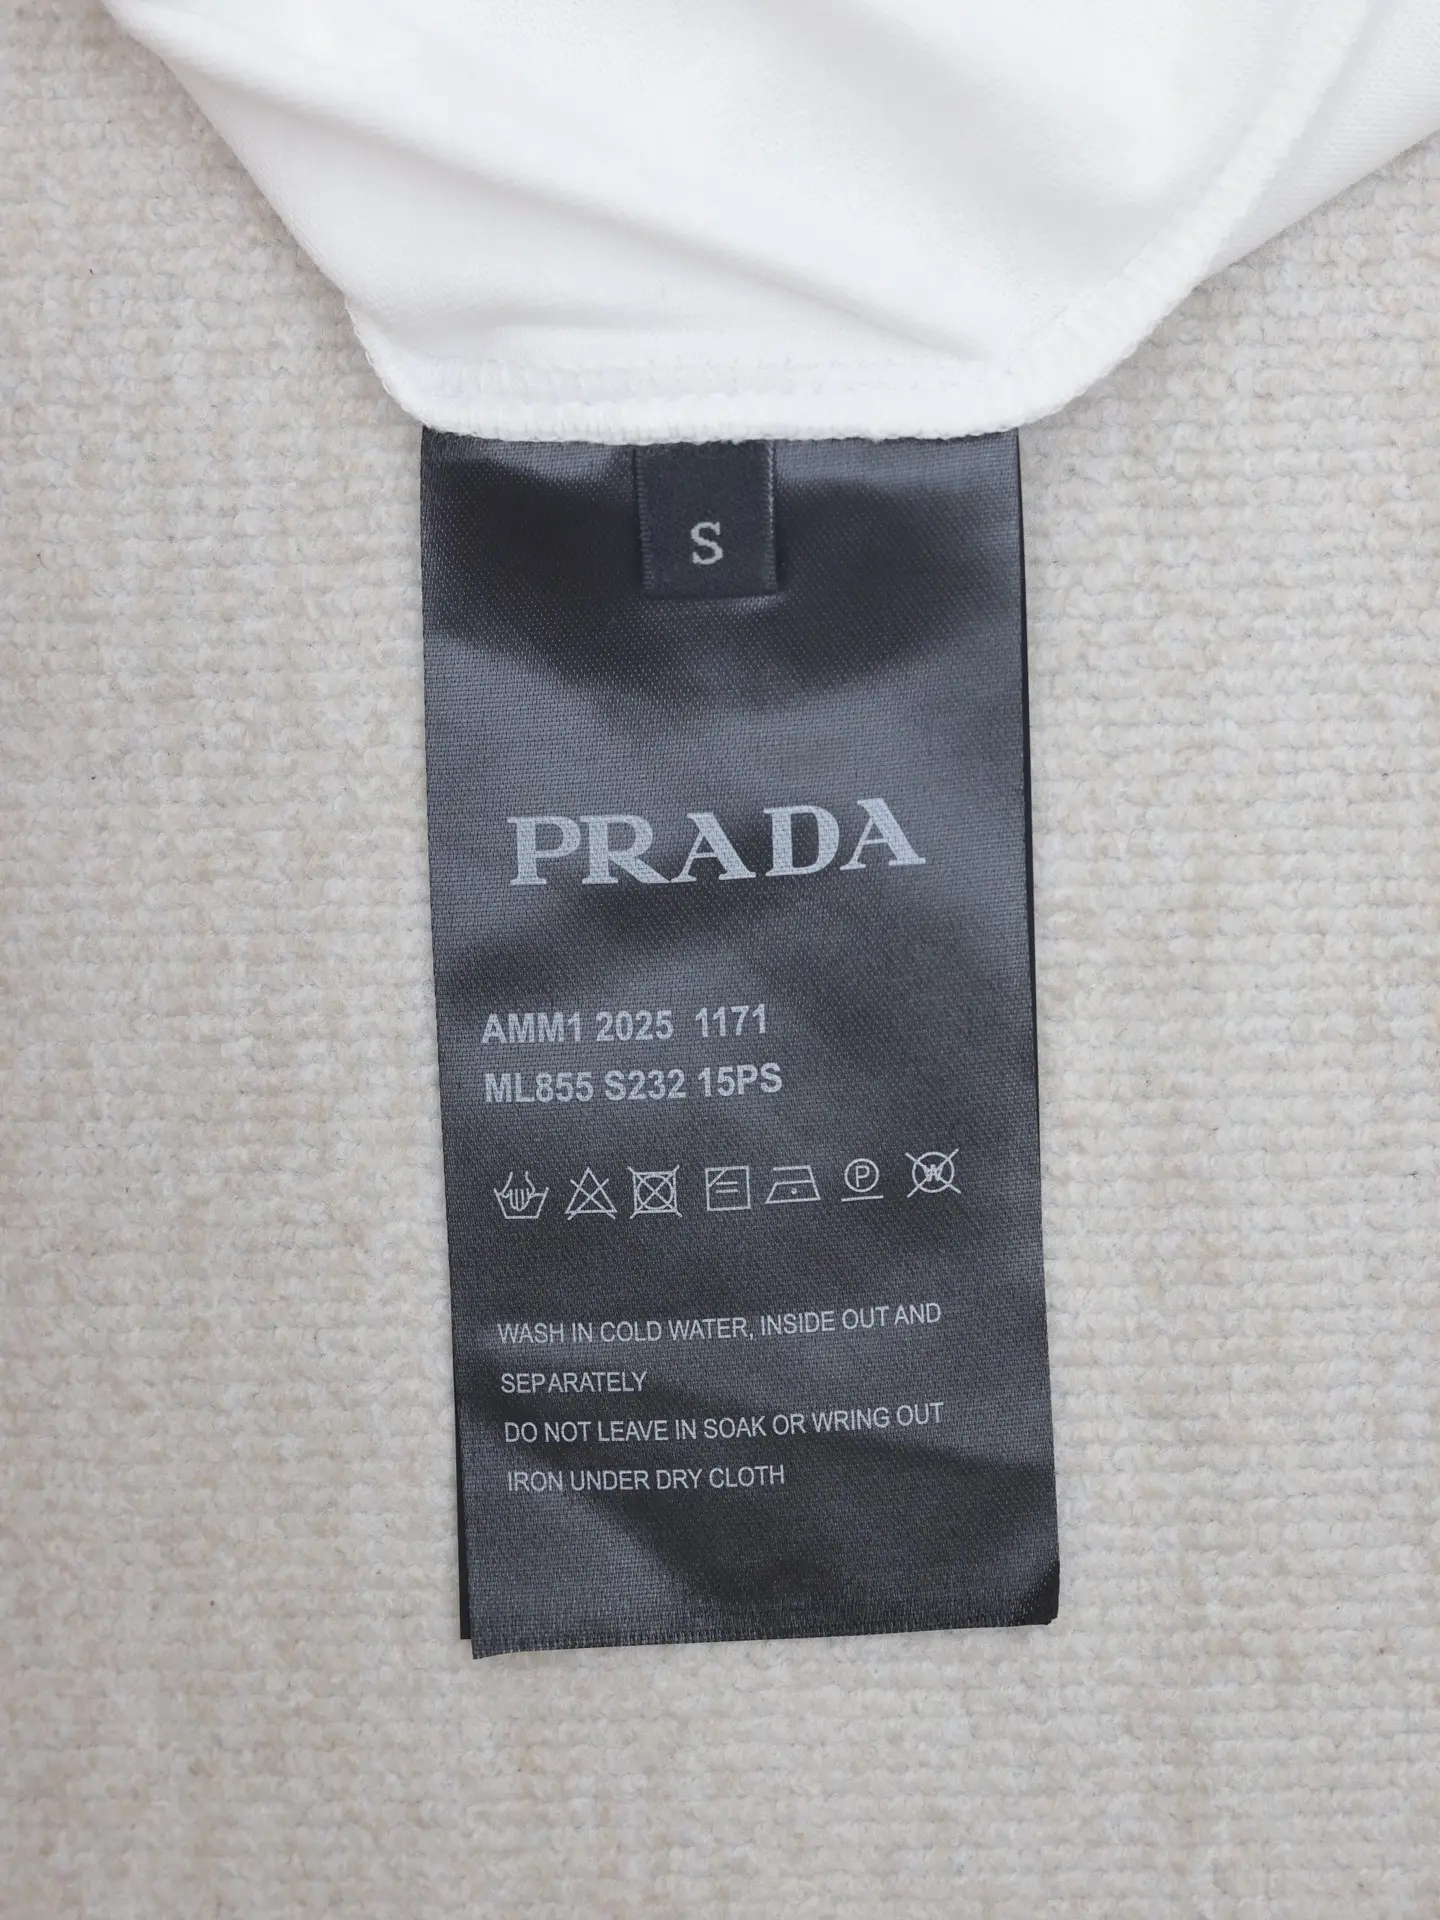 S
PRADA
AMM1 2025 1171
ML855 S232 15PS
P
W
WASH IN COLD WATER, INSIDE OUT AND
SEPARATELY
DO NOT LEAVE IN SOAK OR WRING OUT
IRON UNDER DRY CLOTH